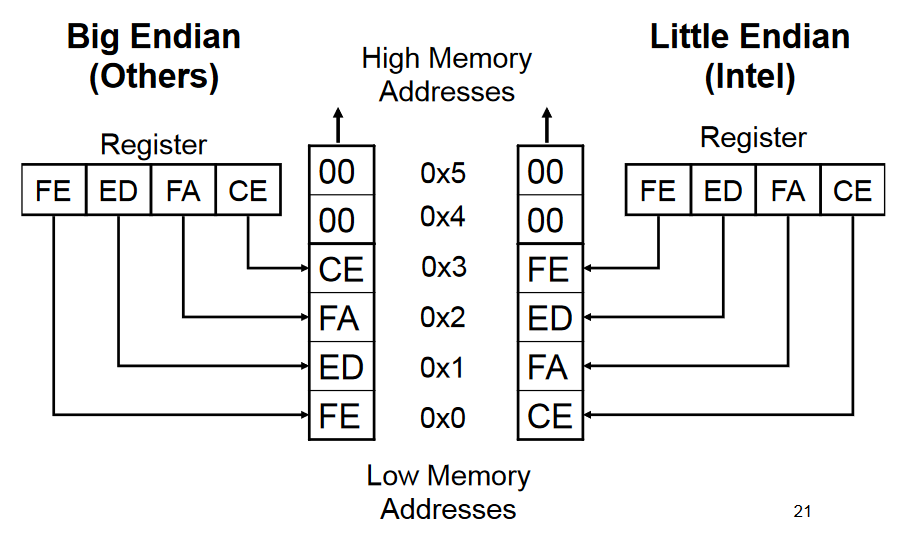 Big Endian
(Others)
High Memory
Addresses
Little Endian
(Intel)
Register
Register
FE ED FA CE
FE ED FA CE
00 0x5 00
00 0x4 00
CE 0x3 FE
FA 0x2 ED
ED 0x1 FA
FE 0x0 CE
Low Memory
Addresses
21